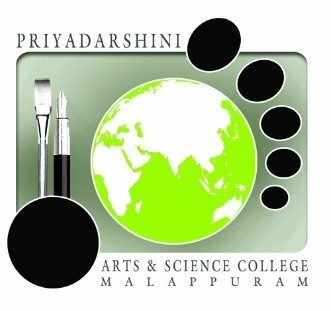 PRIYADARSHINI
ARTS & SCIENCE COLLEGE
MALAPPURAM